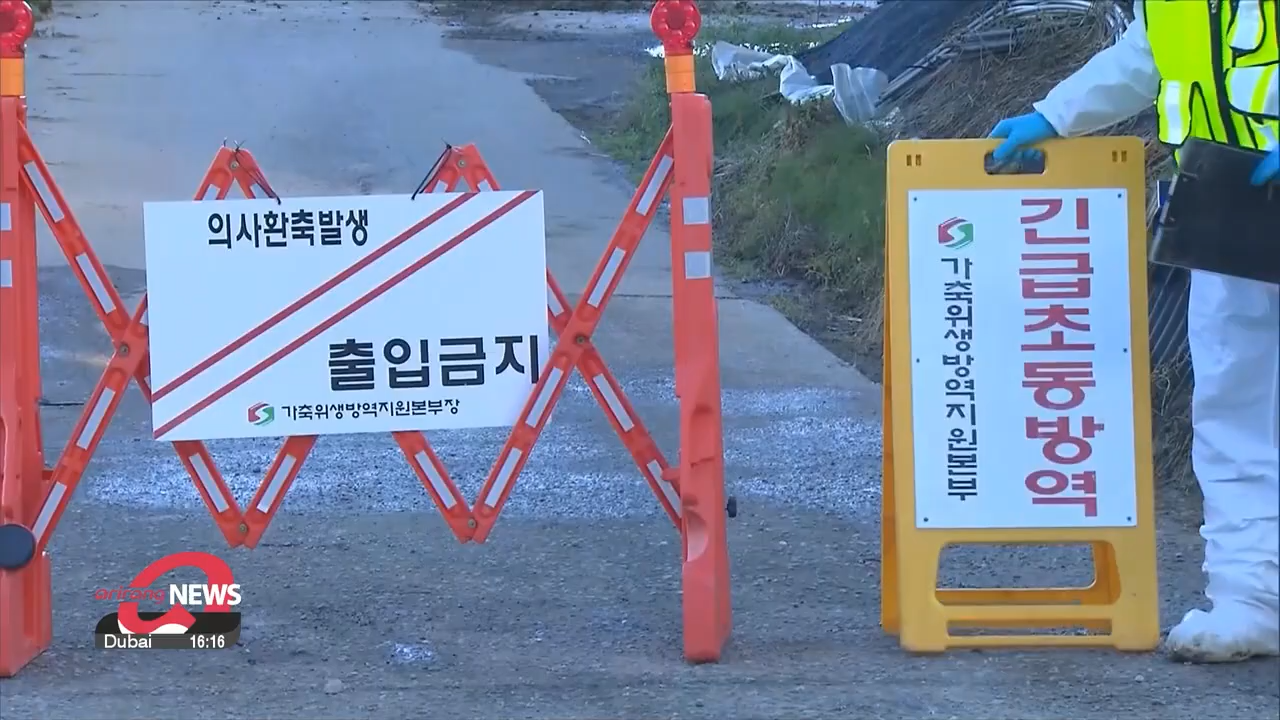 의사환축발생
출입금지
가축위생방역지원본부장
긴급초동방역
가축위생방역지원본부
arirang NEWS
Dubai 16:16